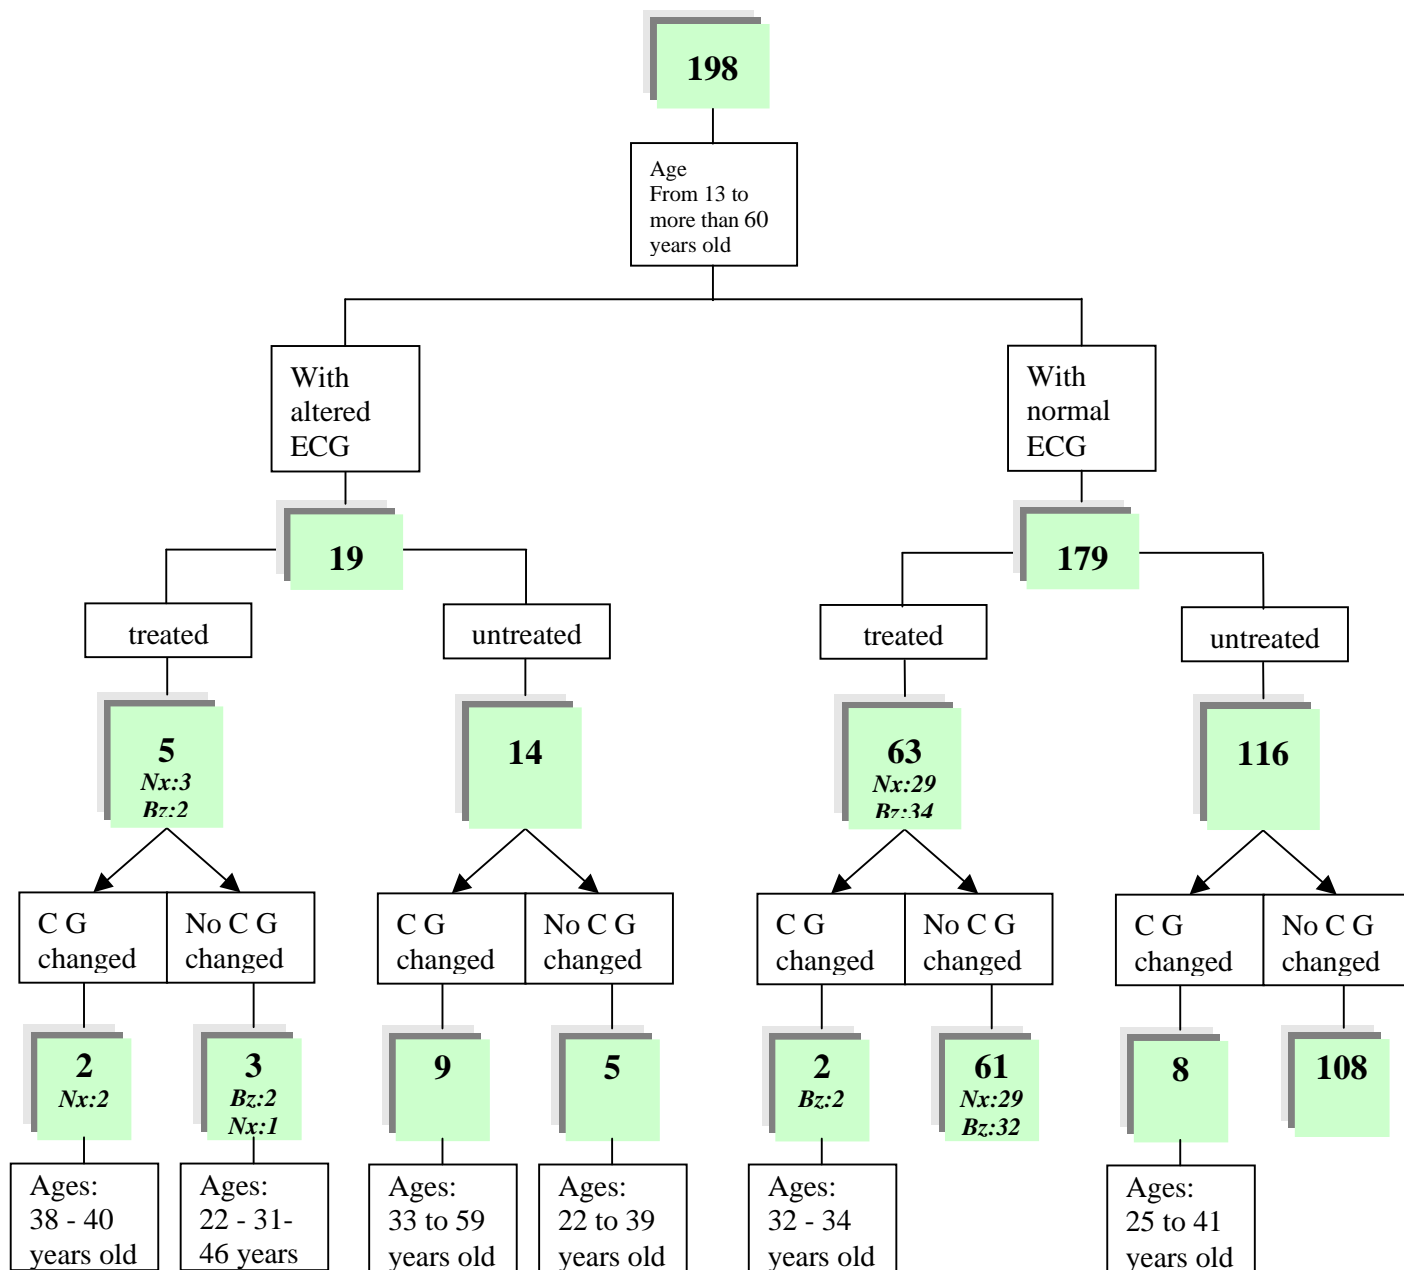 198
Age
From 13 to
more than 60
years old
With
altered
ECG
With
normal
ECG
19
179
treated
untreated
treated
untreated
5
Nx:3
Bz:2
14
63
Nx:29
Bz:34
116
C G
changed
No C G
changed
C G
changed
No C G
changed
C G
changed
No C G
changed
C G
changed
No C G
changed
2
Nx:2
3
Bz:2
Nx:1
9
5
2
Bz:2
61
Nx:29
Bz:32
8
108
Ages:
38 - 40
years old
Ages:
22 - 31-
46 years
Ages:
33 to 59
years old
Ages:
22 to 39
years old
Ages:
32 - 34
years old
Ages:
25 to 41
years old